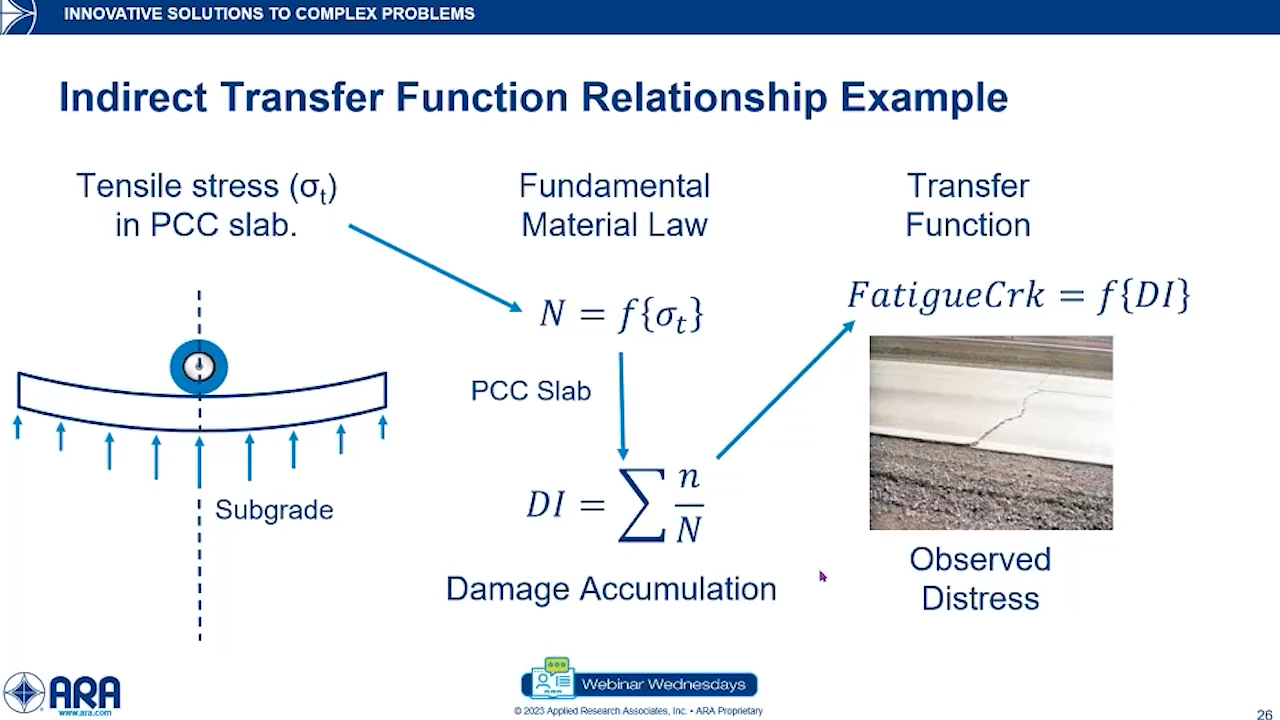 INNOVATIVE SOLUTIONS TO COMPLEX PROBLEMS
Indirect Transfer Function Relationship Example
Tensile stress (σt)
in PCC slab.
Subgrade
Fundamental
Material Law
N = f{σt}
PCC Slab
DI = ∑ n/N
Damage Accumulation
Transfer
Function
FatigueCrk = f{DI}
Observed
Distress
ARA
www.ara.com
Webinar Wednesdays
© 2023 Applied Research Associates, Inc. • ARA Proprietary
26